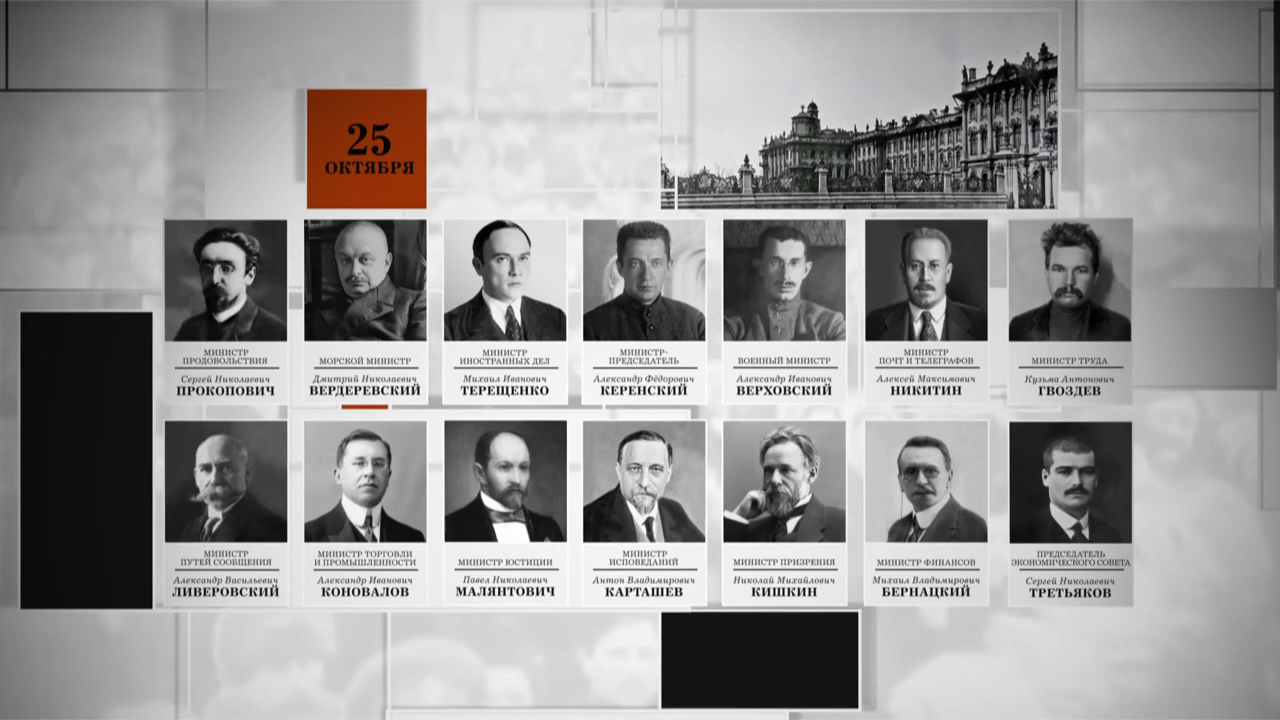 25
ОКТЯБРЯ
МИНИСТР
ПРОДОВОЛЬСТВИЯ
Сергей Николаевич
ПРОКОПОВИЧ
МОРСКОЙ МИНИСТР
Дмитрий Николаевич
ВЕРДЕРЕВСКИЙ
МИНИСТР
ИНОСТРАННЫХ ДЕЛ
Михаил Иванович
ТЕРЕЩЕНКО
МИНИСТР-
ПРЕДСЕДАТЕЛЬ
Александр Фёдорович
КЕРЕНСКИЙ
ВОЕННЫЙ МИНИСТР
Александр Иванович
ВЕРХОВСКИЙ
МИНИСТР
ПОЧТ И ТЕЛЕГРАФОВ
Алексей Максимович
НИКИТИН
МИНИСТР ТРУДА
Кузьма Антонович
ГВОЗДЕВ
МИНИСТР
ПУТЕЙ СООБЩЕНИЯ
Александр Васильевич
ЛИВЕРОВСКИЙ
МИНИСТР ТОРГОВЛИ
И ПРОМЫШЛЕННОСТИ
Александр Иванович
КОНОВАЛОВ
МИНИСТР ЮСТИЦИИ
Павел Николаевич
МАЛЯНТОВИЧ
МИНИСТР
ИСПОВЕДАНИЙ
Антон Владимирович
КАРТАШЕВ
МИНИСТР ПРИЗРЕНИЯ
Николай Михайлович
КИШКИН
МИНИСТР ФИНАНСОВ
Михаил Владимирович
БЕРНАЦКИЙ
ПРЕДСЕДАТЕЛЬ
ЭКОНОМИЧЕСКОГО СОВЕТА
Сергей Николаевич
ТРЕТЬЯКОВ